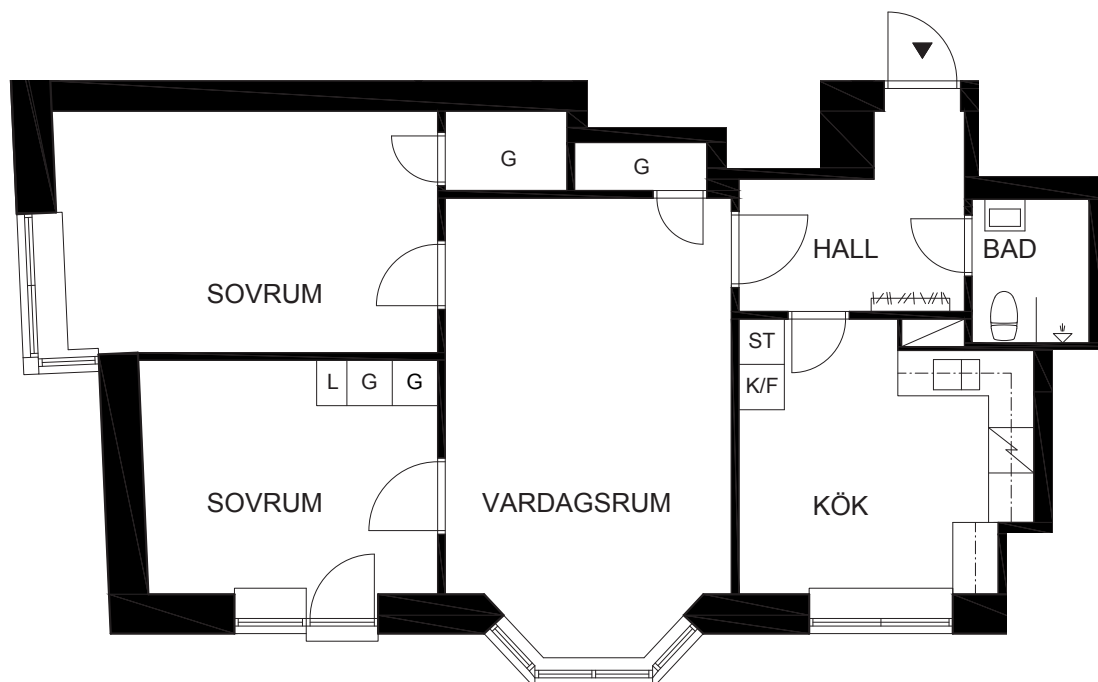 G
G
HALL
BAD
SOVRUM
ST
L G G
K/F
SOVRUM
VARDAGSRUM
KÖK